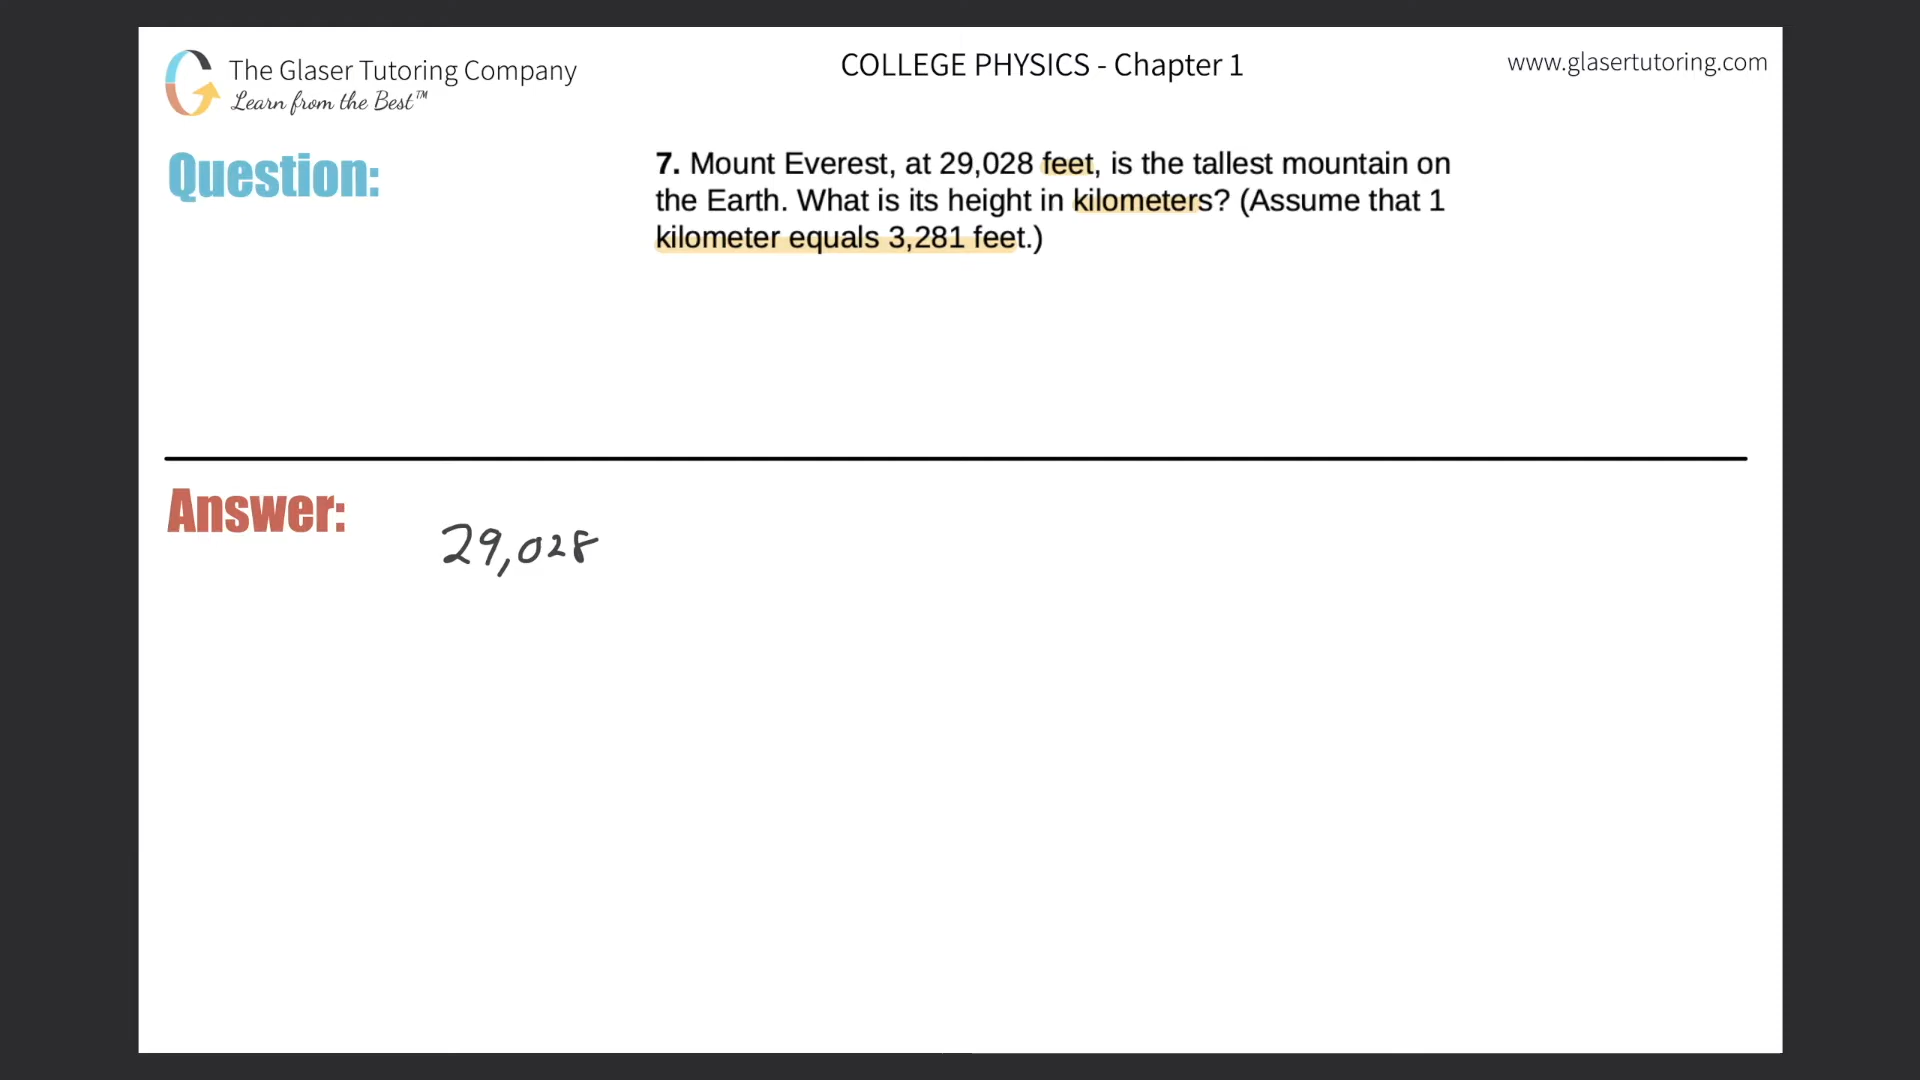 The Glaser Tutoring Company
Learn from the Best™
COLLEGE PHYSICS - Chapter 1
www.glasertutoring.com
Question:
7. Mount Everest, at 29,028 feet, is the tallest mountain on
the Earth. What is its height in kilometers? (Assume that 1
kilometer equals 3,281 feet.)
Answer:
29,028